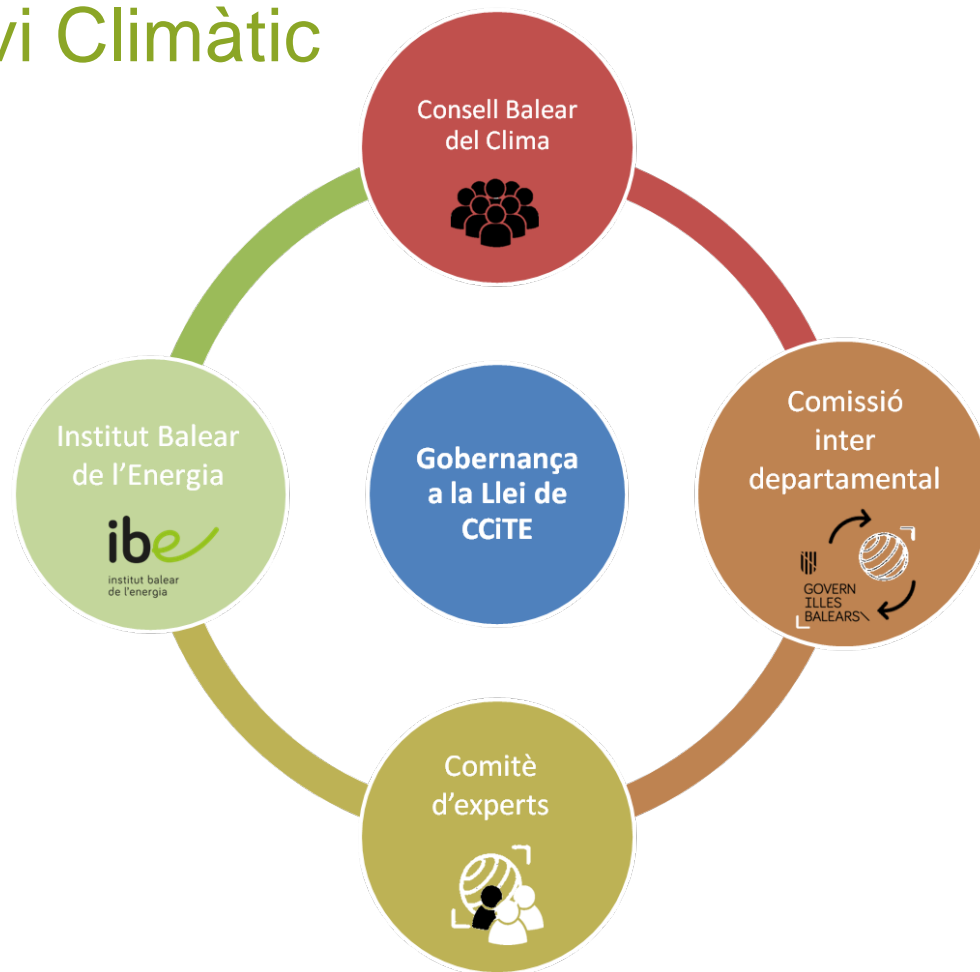 vi Climàtic
Consell Balear
del Clima
Institut Balear
de l'Energia
ibe
institut balear
de l'energia
Gobernança
a la Llei de
CCiTE
Comissió
inter
departamental
GOVERN
ILLES
BALEARS
Comitè
d'experts